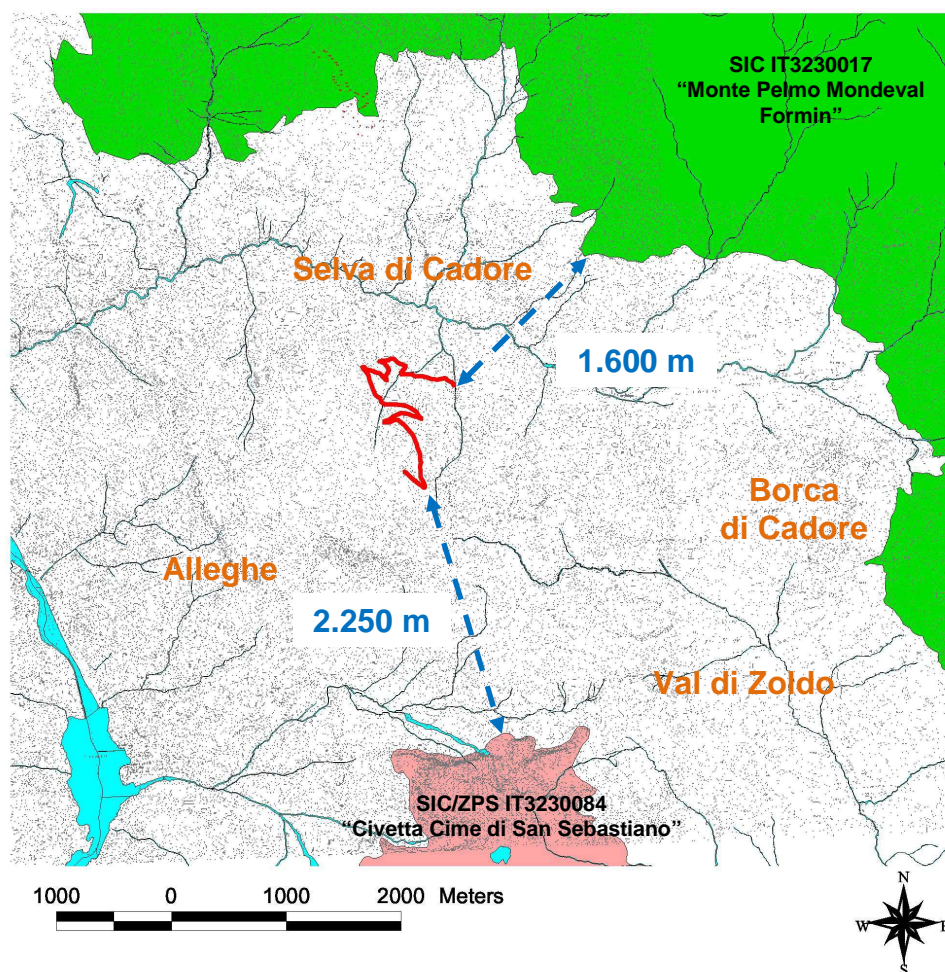 SIC IT3230017
“Monte Pelmo Mondeval
Formin”
Selva di Cadore
1.600 m
Borca
di Cadore
Alleghe
2.250 m
Val di Zoldo
SIC/ZPS IT3230084
“Civetta Cime di San Sebastiano”
1000 0 1000 2000 Meters
N
W E
S